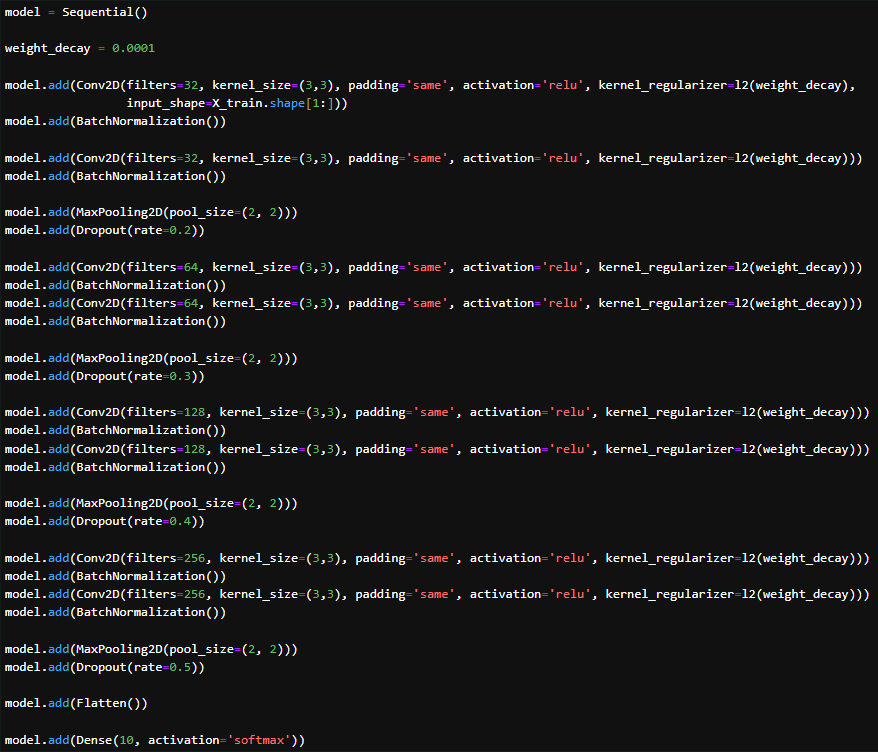 model = Sequential()
weight_decay = 0.0001
model.add(Conv2D(filters=32, kernel_size=(3,3), padding='same', activation='relu', kernel_regularizer=l2(weight_decay),
input_shape=X_train.shape[1:]))
model.add(BatchNormalization())
model.add(Conv2D(filters=32, kernel_size=(3,3), padding='same', activation='relu', kernel_regularizer=l2(weight_decay)))
model.add(BatchNormalization())
model.add(MaxPooling2D(pool_size=(2, 2)))
model.add(Dropout(rate=0.2))
model.add(Conv2D(filters=64, kernel_size=(3,3), padding='same', activation='relu', kernel_regularizer=l2(weight_decay)))
model.add(BatchNormalization())
model.add(Conv2D(filters=64, kernel_size=(3,3), padding='same', activation='relu', kernel_regularizer=l2(weight_decay)))
model.add(BatchNormalization())
model.add(MaxPooling2D(pool_size=(2, 2)))
model.add(Dropout(rate=0.3))
model.add(Conv2D(filters=128, kernel_size=(3,3), padding='same', activation='relu', kernel_regularizer=l2(weight_decay)))
model.add(BatchNormalization())
model.add(Conv2D(filters=128, kernel_size=(3,3), padding='same', activation='relu', kernel_regularizer=l2(weight_decay)))
model.add(BatchNormalization())
model.add(MaxPooling2D(pool_size=(2, 2)))
model.add(Dropout(rate=0.4))
model.add(Conv2D(filters=256, kernel_size=(3,3), padding='same', activation='relu', kernel_regularizer=l2(weight_decay)))
model.add(BatchNormalization())
model.add(Conv2D(filters=256, kernel_size=(3,3), padding='same', activation='relu', kernel_regularizer=l2(weight_decay)))
model.add(BatchNormalization())
model.add(MaxPooling2D(pool_size=(2, 2)))
model.add(Dropout(rate=0.5))
model.add(Flatten())
model.add(Dense(10, activation='softmax'))